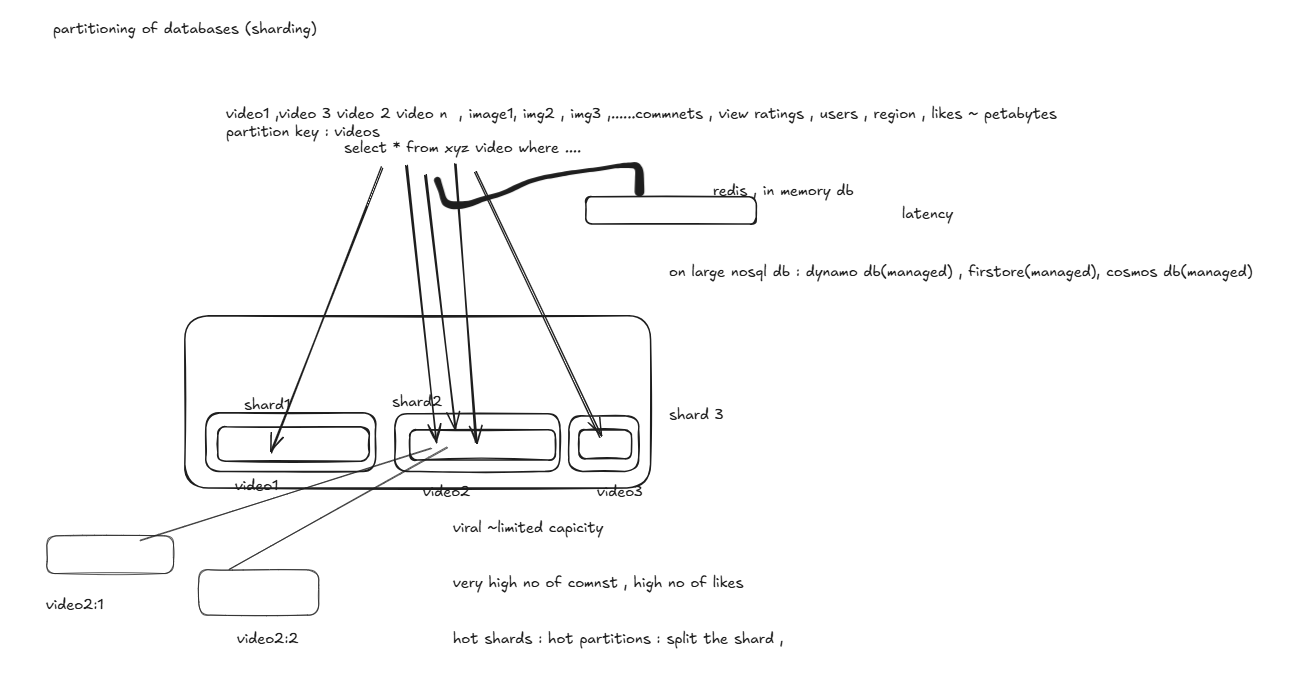 partitioning of databases (sharding)
video1 ,video 3 video 2 video n , image1, img2 , img3 ,......commnets , view ratings , users , region , likes ~ petabytes
partition key : videos
select * from xyz video where ....
redis , in memory db
latency
on large nosql db : dynamo db(managed) , firstore(managed), cosmos db(managed)
shard1
shard2
shard 3
video1
video2
video3
viral ~limited capicity
very high no of comnst , high no of likes
video2:1
video2:2
hot shards : hot partitions : split the shard ,